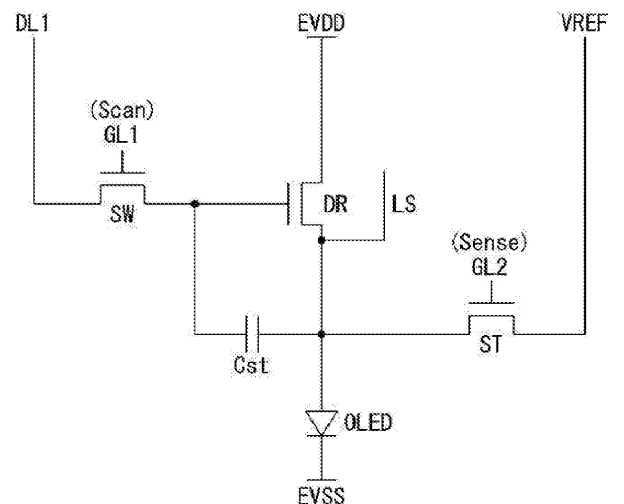 DL1
EVDD
VREF
(Scan)
GL1
SW
DR
LS
(Sense)
GL2
ST
Cst
OLED
EVSS